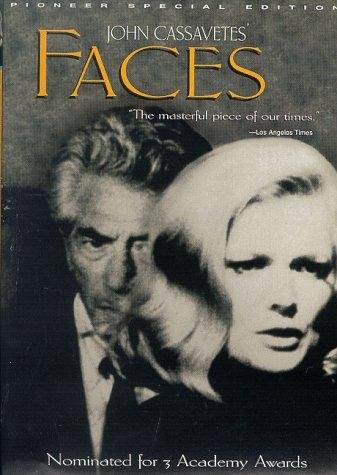 PIONEER SPECIAL EDITION
JOHN CASSAVETES'
FACES
"The masterful piece of our times."
—Los Angeles Times
Nominated for 3 Academy Awards